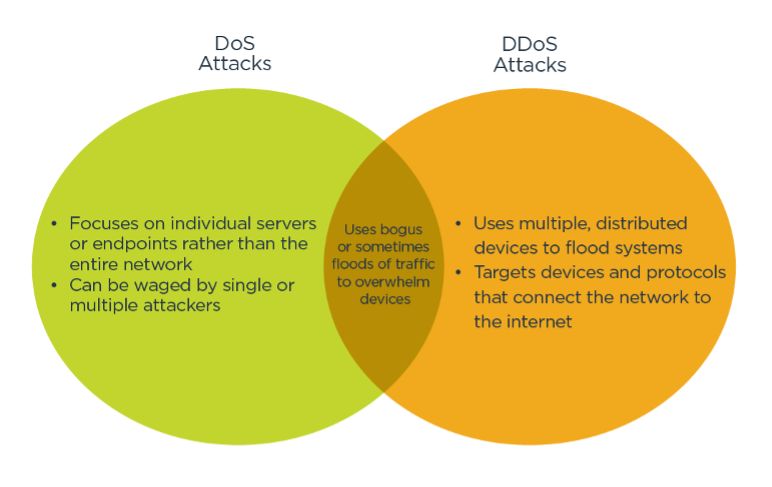 DoS
Attacks
DDoS
Attacks
• Focuses on individual servers
or endpoints rather than the
entire network
• Can be waged by single or
multiple attackers
Uses bogus
or sometimes
floods of traffic
to overwhelm
devices
• Uses multiple, distributed
devices to flood systems
• Targets devices and protocols
that connect the network to
the internet